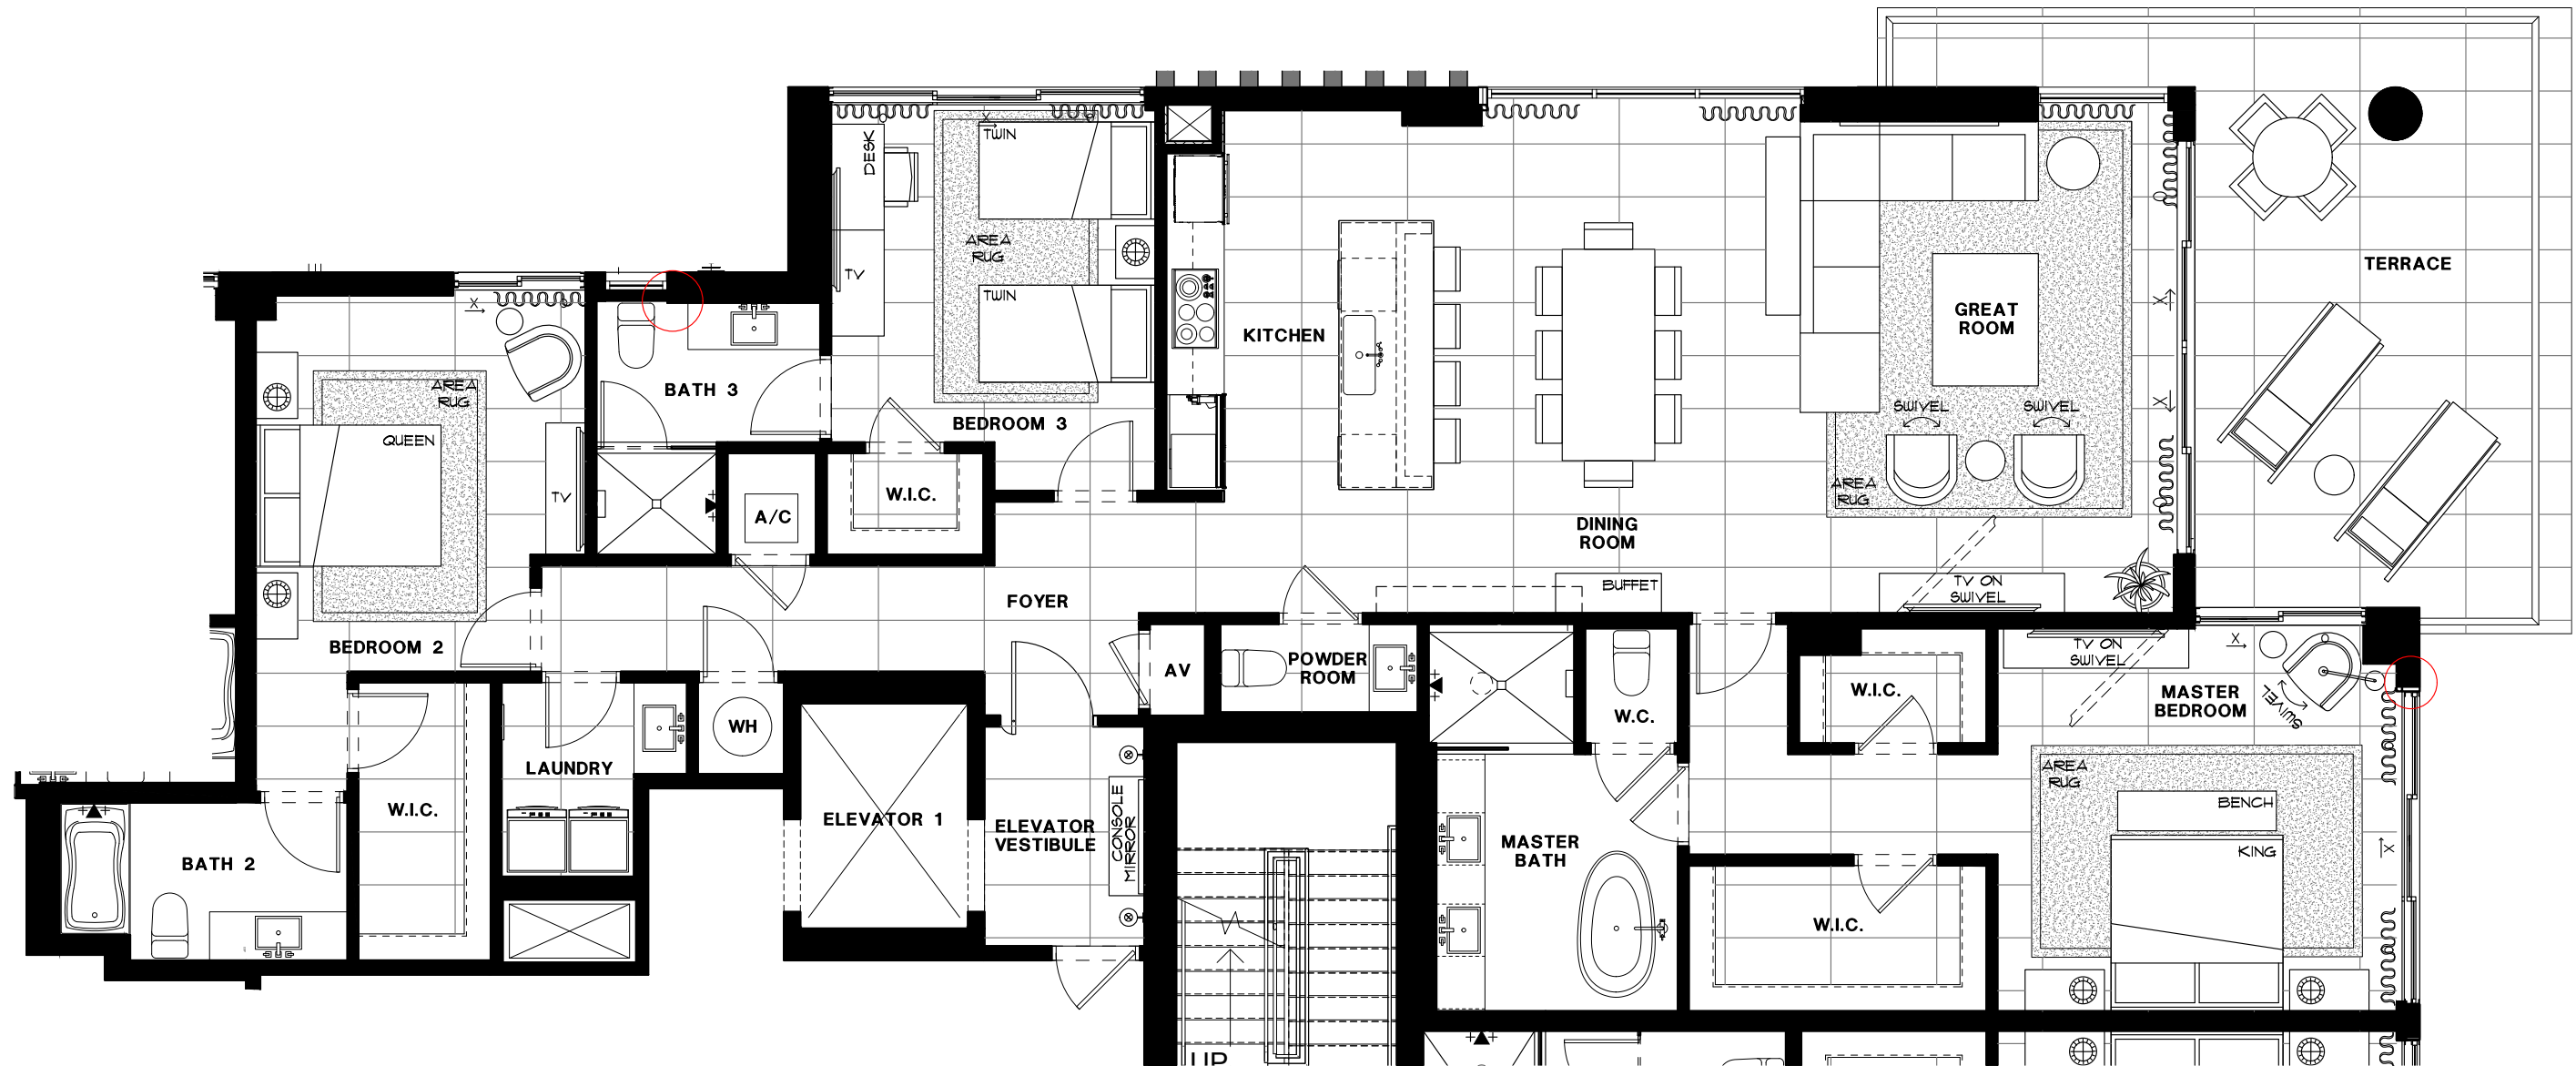 TWIN
DESK
AREA
RUG
TV
TWIN
BEDROOM 3
KITCHEN
GREAT
ROOM
TERRACE
X
X
X
X
SWIVEL
SWIVEL
AREA
RUG
DINING
ROOM
BUFFET
TV ON
SWIVEL
X
AREA
RUG
QUEEN
TV
BEDROOM 2
BATH 3
A/C
W.I.C.
FOYER
AV
POWDER
ROOM
W.C.
W.I.C.
TV ON
SWIVEL
X
SWIVEL
MASTER
BEDROOM
WH
LAUNDRY
W.I.C.
BATH 2
ELEVATOR 1
ELEVATOR
VESTIBULE
CONSOLE
MIRROR
MASTER
BATH
W.I.C.
AREA
RUG
BENCH
KING
UP